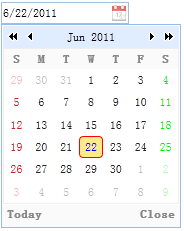 6/22/2011
Jun 2011
S M T W T F S
29 30 31 1 2 3 4
5 6 7 8 9 10 11
12 13 14 15 16 17 18
19 20 21 22 23 24 25
26 27 28 29 30 1 2
3 4 5 6 7 8 9
Today Close